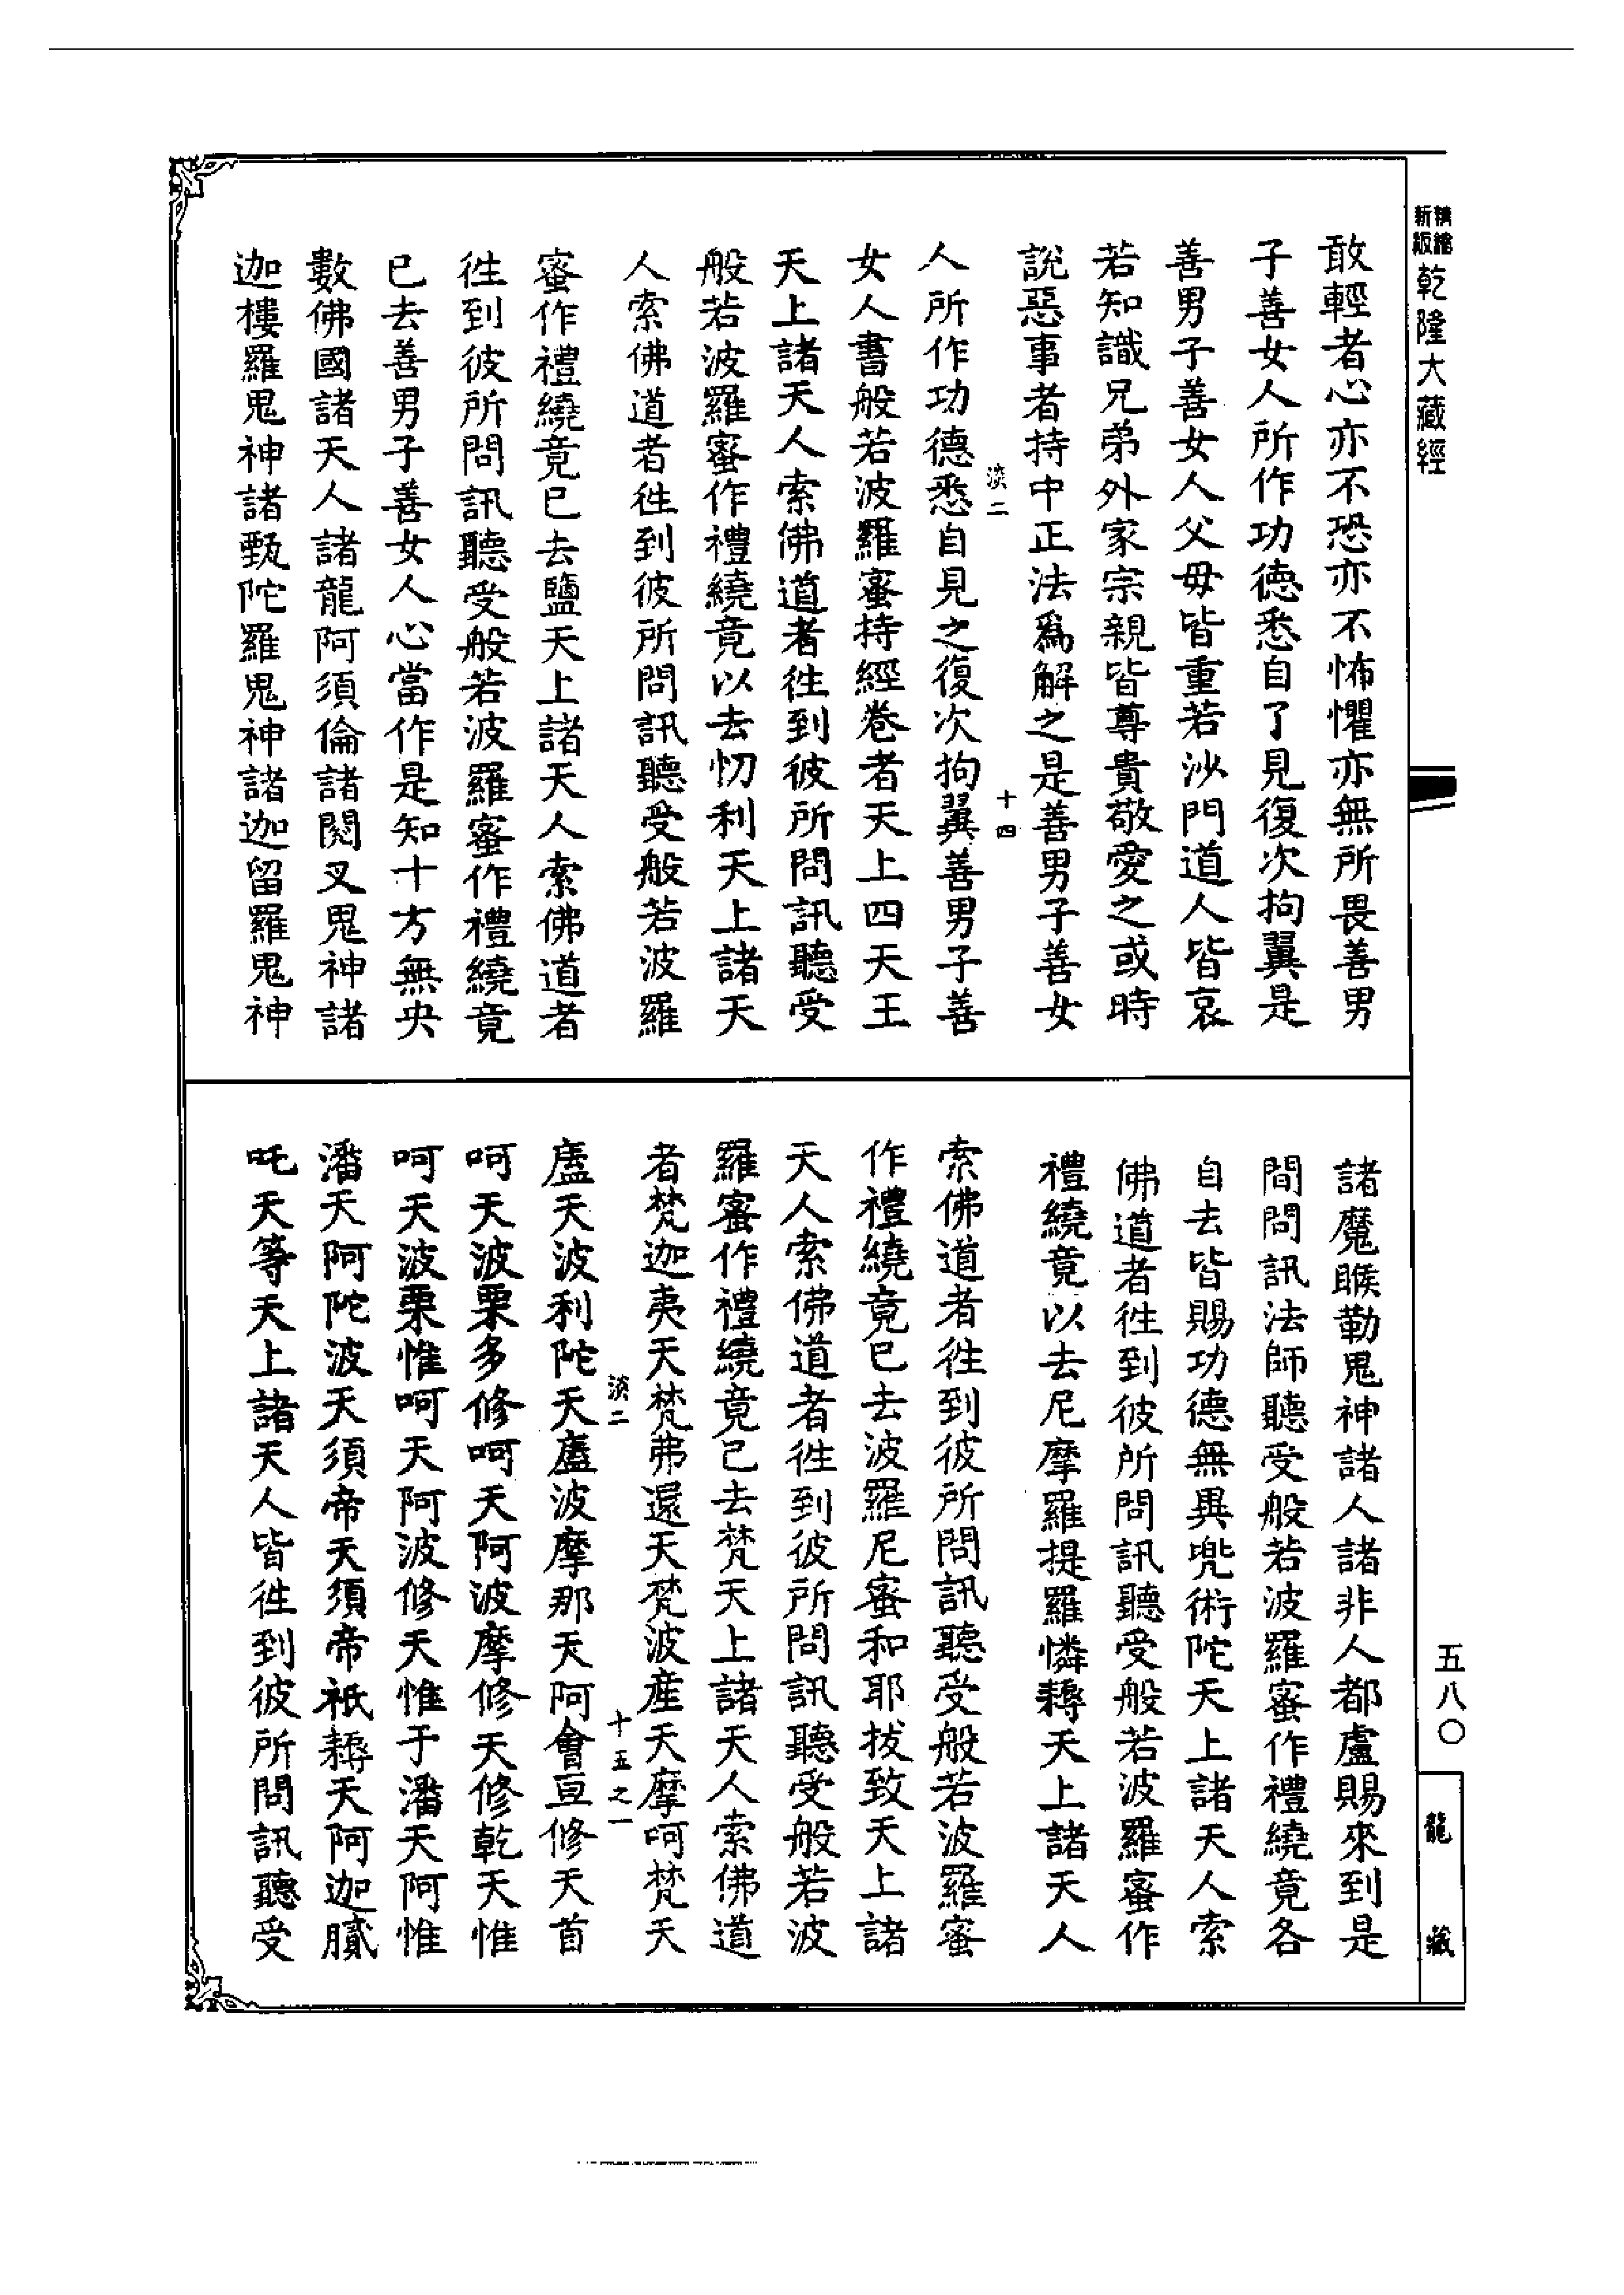 精縮新版乾隆大藏經
敢輕者心亦不恐亦不怖懼亦無所畏善男
子善女人所作功德悉自了見復次拘翼是
善男子善女人父母皆重若沙門道人皆哀
若知識兄弟外家宗親皆尊貴敬愛之或時
說惡事者持中正法爲解之是善男子善女
淡二 十四
人所作功德悉自見之復次拘翼善男子善
女人書般若波羅蜜持經卷者天上四天王
天上諸天人索佛道者徃到彼所問訊聽受
般若波羅蜜作禮繞竟以去忉利天上諸天
人索佛道者徃到彼所問訊聽受般若波羅
蜜作禮繞竟已去鹽天上諸天人索佛道者
徃到彼所問訊聽受般若波羅蜜作禮繞竟
已去善男子善女人心當作是知十方無央
數佛國諸天人諸龍阿須倫諸閱叉鬼神諸
迦樓羅鬼神諸甄陀羅鬼神諸迦留羅鬼神
諸魔睺勒鬼神諸人諸非人都盧賜來到是
間問訊法師聽受般若波羅蜜作禮繞竟各
自去皆賜功德無異兠術陀天上諸天人索
佛道者徃到彼所問訊聽受般若波羅蜜作
禮繞竟以去尼摩羅提羅憐耨天上諸天人
索佛道者徃到彼所問訊聽受般若波羅蜜
作禮繞竟已去波羅尼蜜和耶拔致天上諸
天人索佛道者徃到彼所問訊聽受般若波
羅蜜作禮繞竟已去梵天上諸天人索佛道
者梵迦夷天梵弗還天梵波產天摩呵梵天
淡二 十五之一
廬天波利陀天廬波摩那天阿會亘修天首
呵天波栗多修呵天阿波摩修天修乾天惟
呵天波栗惟呵天阿波修天惟于潘天阿惟
潘天阿陀波天須帝天須帝祇耨天阿迦膩
吒天等天上諸天人皆徃到彼所問訊聽受
五八〇
龍藏